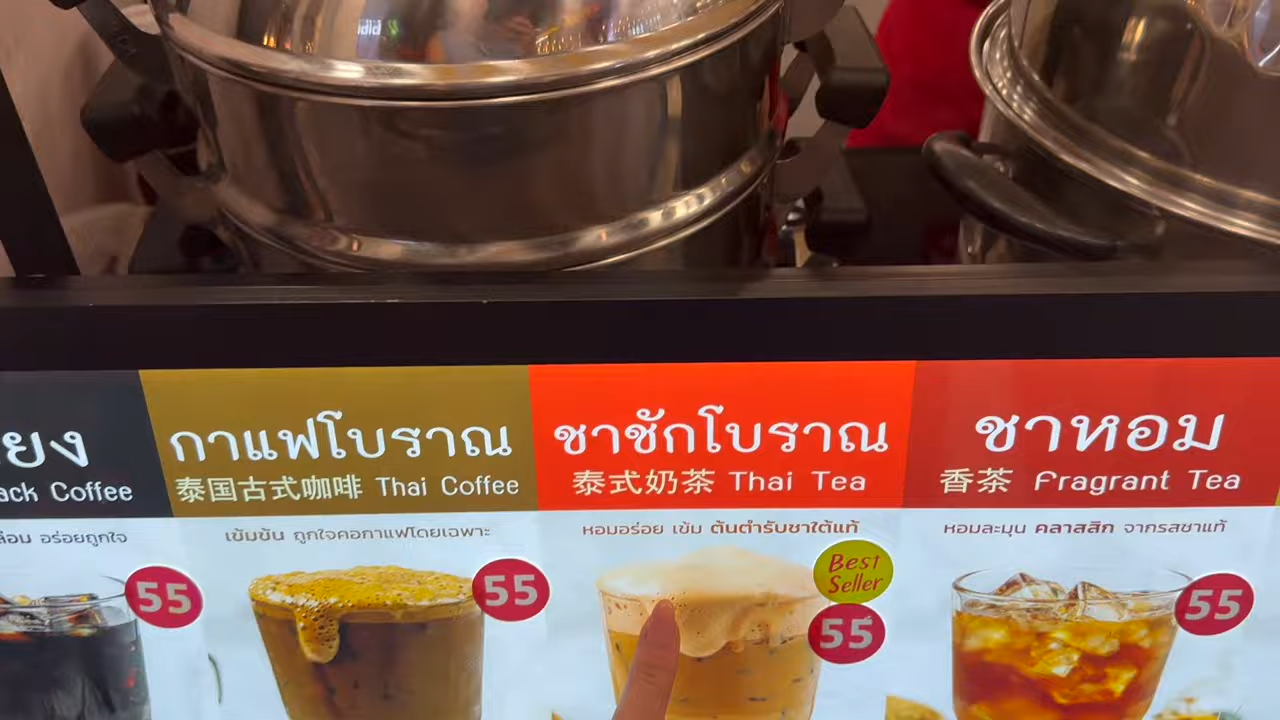 ack Coffee
อร่อยถูกใจ
55
กาแฟโบราณ
泰国古式咖啡 Thai Coffee
เข้มข้น ถูกใจคอกาแฟโดยเฉพาะ
55
ชาชักโบราณ
泰式奶茶 Thai Tea
หอมอร่อย เข้ม ต้นตำรับชาใต้แท้
Best
Seller
55
ชาหอม
香茶 Fragrant Tea
หอมละมุน คลาสสิก จากรสชาแท้
55